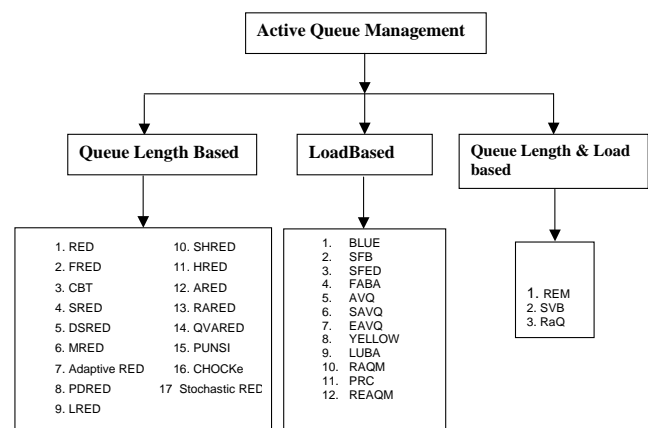 Active Queue Management
Queue Length Based
LoadBased
Queue Length & Load
based
1. RED
2. FRED
3. CBT
4. SRED
5. DSRED
6. MRED
7. Adaptive RED
8. PDRED
9. LRED
10. SHRED
11. HRED
12. ARED
13. RARED
14. QVARED
15. PUNSI
16. CHOCKe
17 Stochastic RED
1. BLUE
2. SFB
3. SFED
4. FABA
5. AVQ
6. SAVQ
7. EAVQ
8. YELLOW
9. LUBA
10. RAQM
11. PRC
12. REAQM
1. REM
2. SVB
3. RaQ